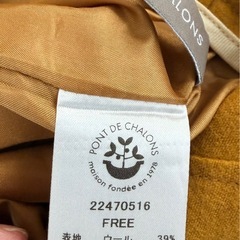 CHALONS
PONT DE CHALONS
maison fondée en 1978
22470516
FREE
表地 ウール 39%